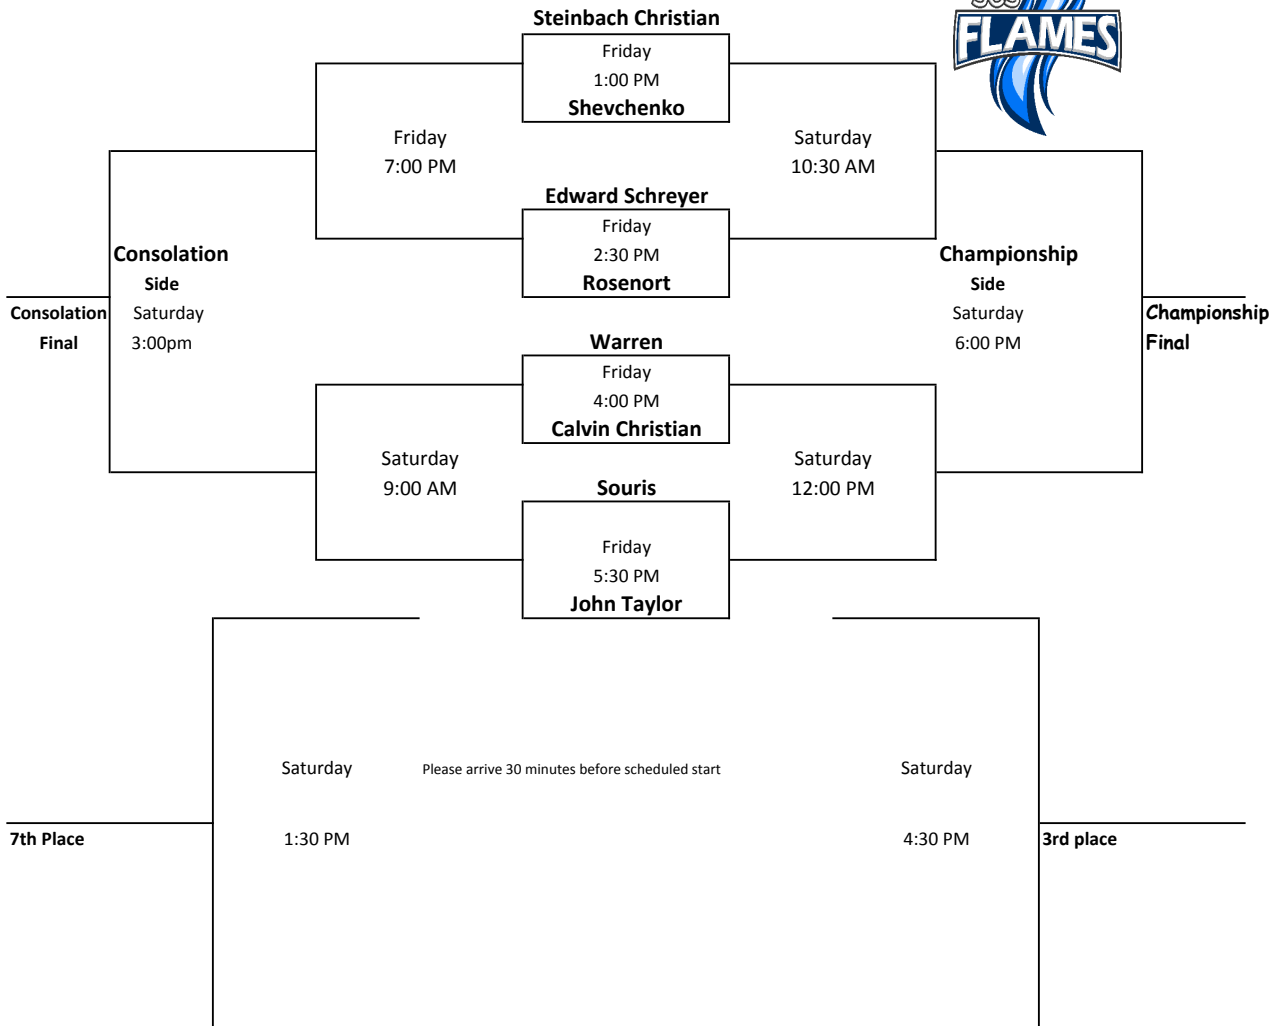 Steinbach Christian
FLAMES
Friday
1:00 PM
Shevchenko
Friday
7:00 PM
Saturday
10:30 AM
Edward Schreyer
Friday
2:30 PM
Rosenort
Consolation
Side
Saturday
3:00pm
Consolation
Final
Championship
Side
Saturday
6:00 PM
Championship
Final
Warren
Friday
4:00 PM
Calvin Christian
Saturday
9:00 AM
Saturday
12:00 PM
Souris
Friday
5:30 PM
John Taylor
Saturday
1:30 PM
7th Place
Please arrive 30 minutes before scheduled start
Saturday
4:30 PM
3rd place